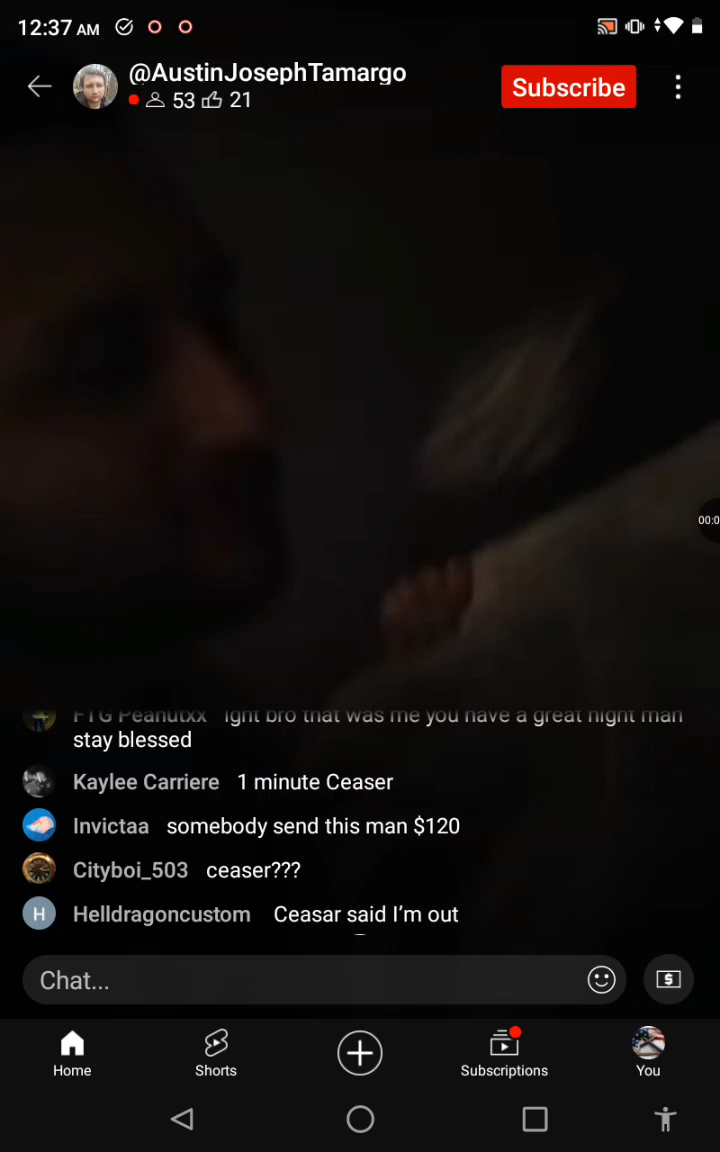 12:37 AM
@AustinJosephTamargo
53 21
Subscribe
FTG Peanutxx ight bro that was me you have a great night man
stay blessed
Kaylee Carriere 1 minute Ceaser
Invictaa somebody send this man $120
Cityboi_503 ceaser???
H Helldragoncustom Ceasar said I'm out
Chat...
Home Shorts Subscriptions You
00:0